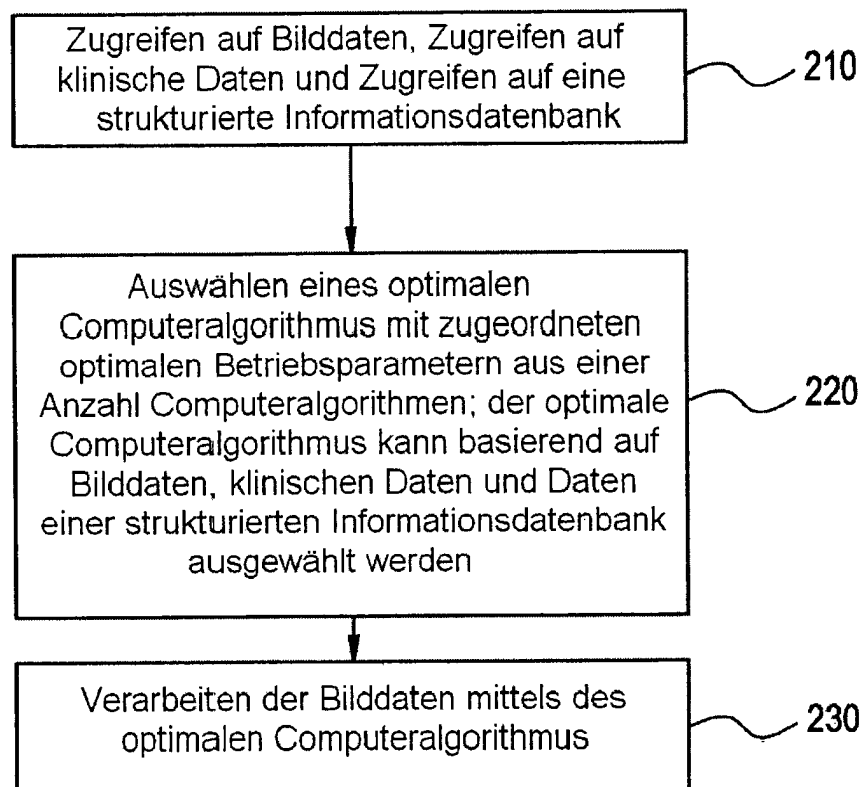 Zugreifen auf Bilddaten, Zugreifen auf
klinische Daten und Zugreifen auf eine
strukturierte Informationsdatenbank
210
Auswählen eines optimalen
Computeralgorithmus mit zugeordneten
optimalen Betriebsparametern aus einer
Anzahl Computeralgorithmen; der optimale
Computeralgorithmus kann basierend auf
Bilddaten, klinischen Daten und Daten
einer strukturierten Informationsdatenbank
ausgewählt werden
220
Verarbeiten der Bilddaten mittels des
optimalen Computeralgorithmus
230